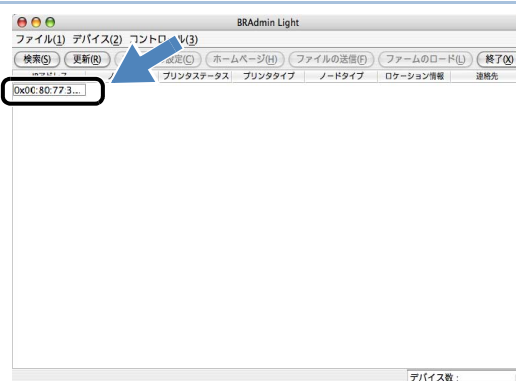 BRAdmin Light
ファイル(1) デバイス(2) コントロール(3)
検索(S) 更新(R) 設定(C) ホームページ(H) ファイルの送信(F) ファームのロード(L) 終了(X)
プリンタステータス プリンタタイプ ノードタイプ ロケーション情報 連絡先
0x00:80:77:3...
デバイス数 :